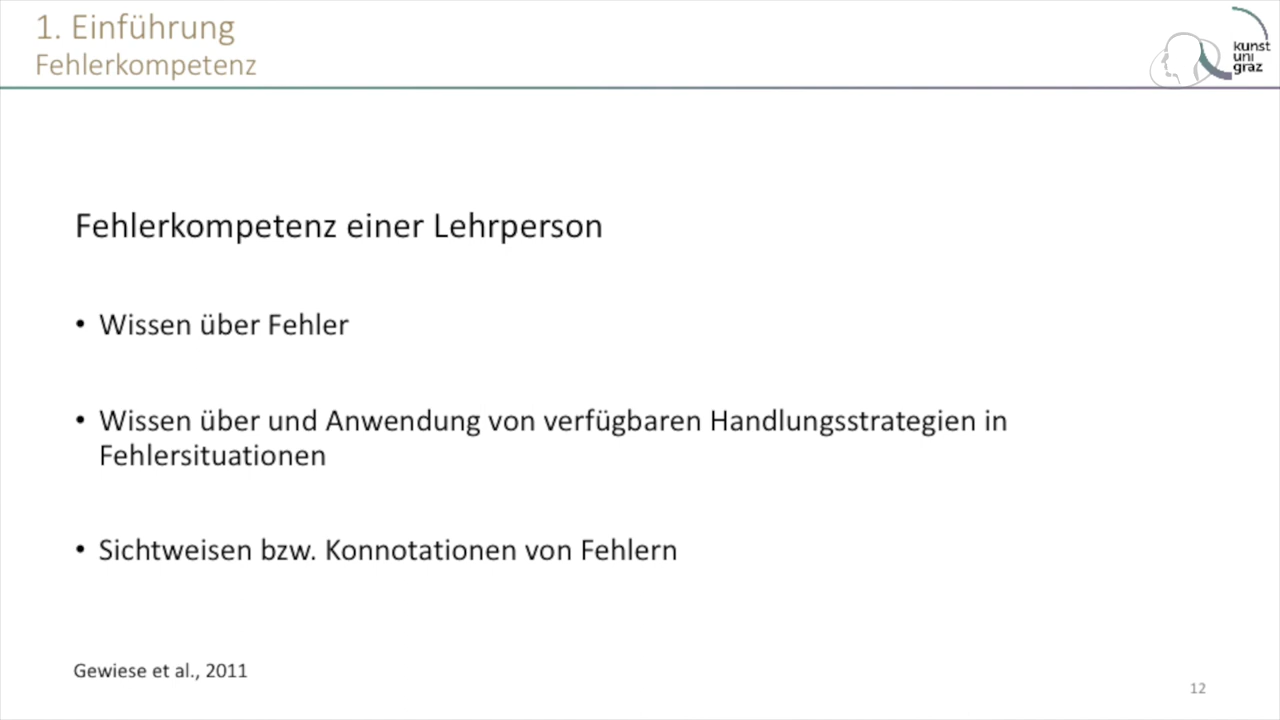 1. Einführung
Fehlerkompetenz
kunst
uni
graz
Fehlerkompetenz einer Lehrperson
• Wissen über Fehler
• Wissen über und Anwendung von verfügbaren Handlungsstrategien in
Fehlersituationen
• Sichtweisen bzw. Konnotationen von Fehlern
Gewiese et al., 2011
12